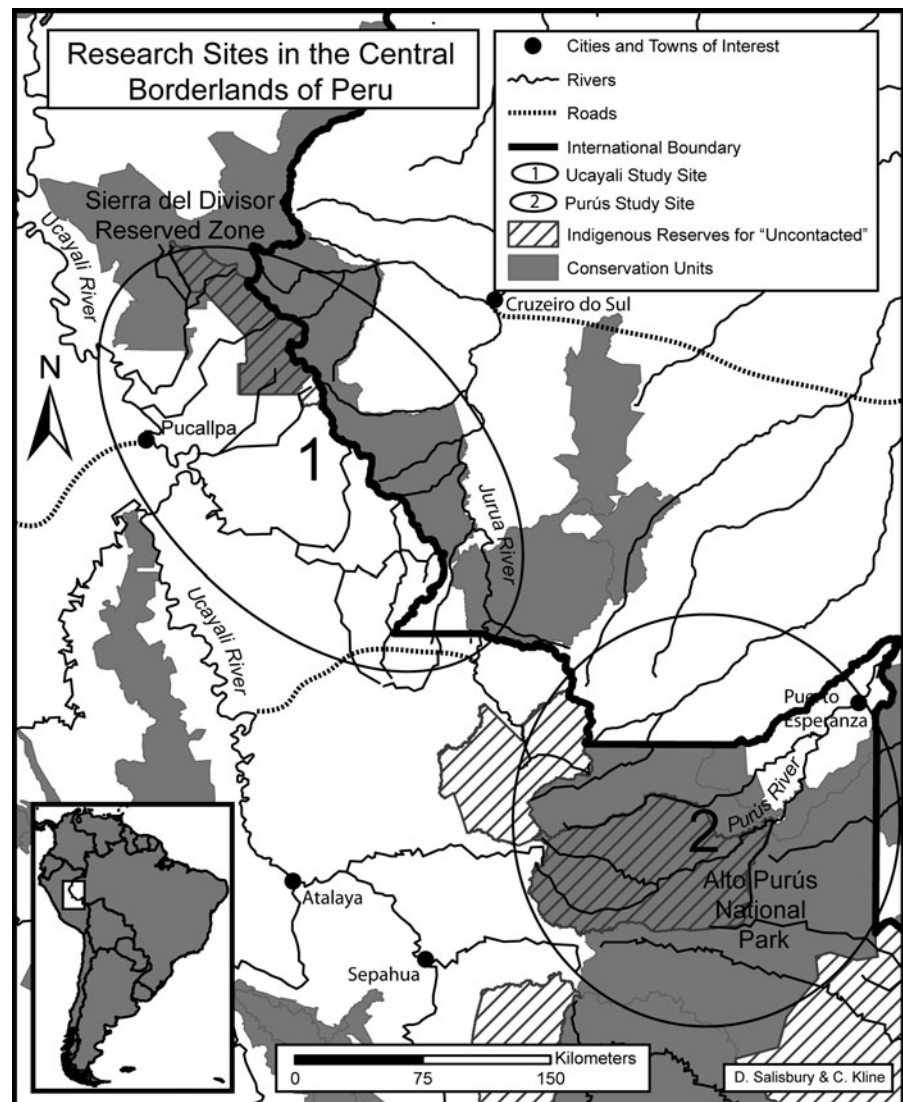 Research Sites in the Central
Borderlands of Peru
Cities and Towns of Interest
Rivers
Roads
International Boundary
1 Ucayali Study Site
2 Purús Study Site
Indigenous Reserves for “Uncontacted”
Conservation Units
Sierra del Divisor
Reserved Zone
Ucayali River
Cruzeiro do Sul
N
Pucallpa
1
Jurua River
Ucayali River
Puerto
Esperanza
Purús River
2
Atalaya
Alto Purús
National
Park
Sepahua
Kilometers
0 75 150
D. Salisbury & C. Kline